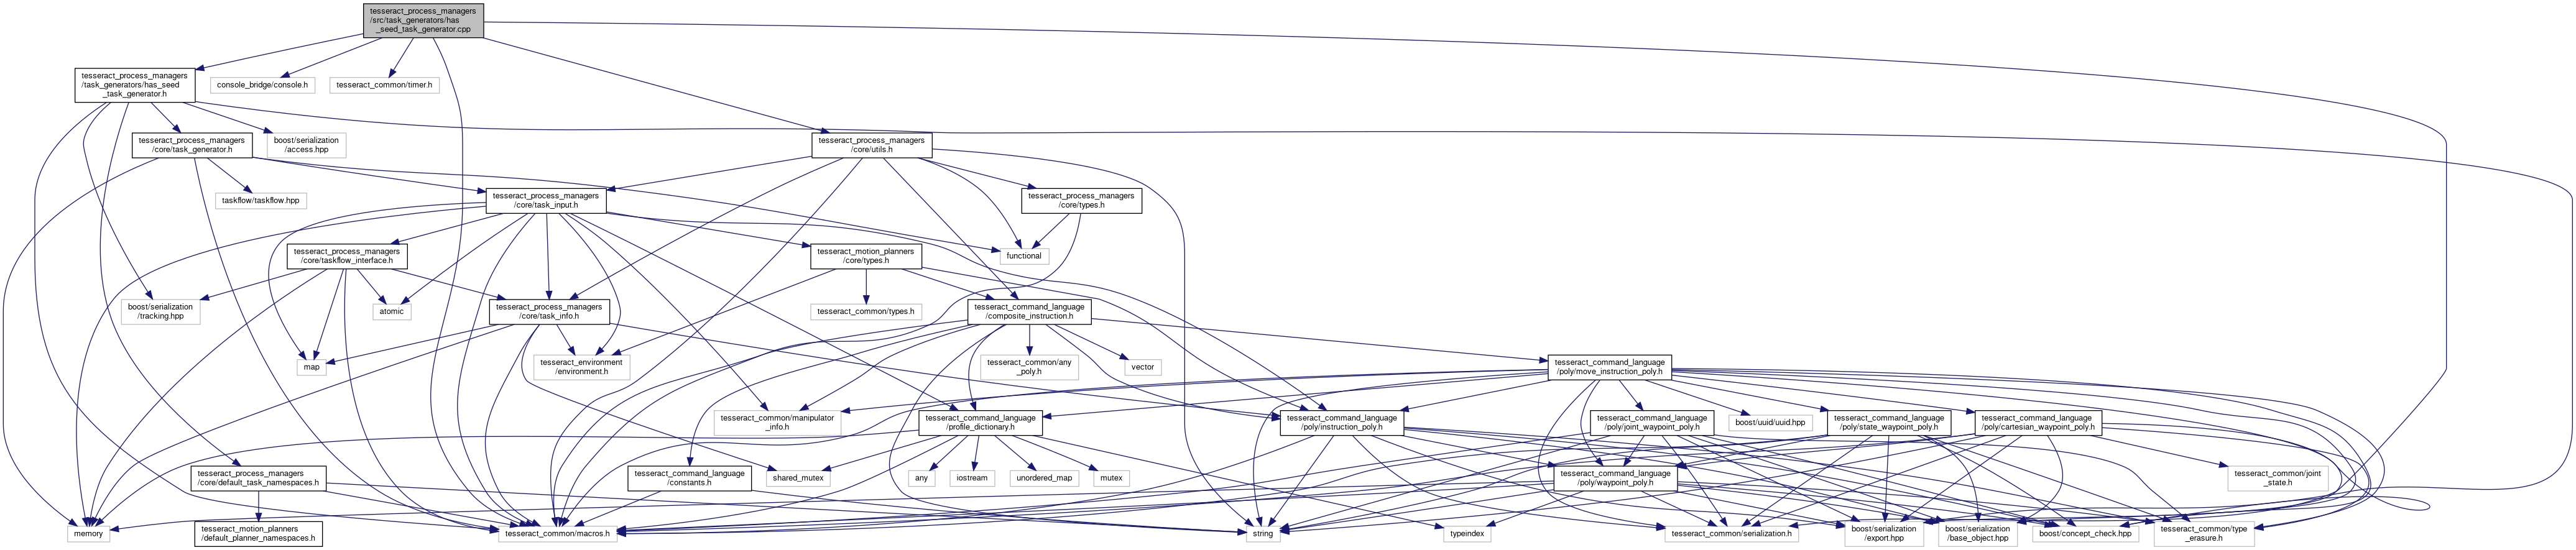 tesseract_process_managers
/src/task_generators/has
_seed_task_generator.cpp
tesseract_process_managers
/task_generators/has_seed
_task_generator.h
console_bridge/console.h
tesseract_common/timer.h
tesseract_process_managers
/core/task_generator.h
boost/serialization
/access.hpp
tesseract_process_managers
/core/utils.h
taskflow/taskflow.hpp
tesseract_process_managers
/core/task_input.h
tesseract_process_managers
/core/types.h
tesseract_process_managers
/core/taskflow_interface.h
tesseract_motion_planners
/core/types.h
functional
boost/serialization
/tracking.hpp
atomic
tesseract_process_managers
/core/task_info.h
tesseract_common/types.h
tesseract_command_language
/composite_instruction.h
map
tesseract_environment
/environment.h
tesseract_common/any
_poly.h
vector
tesseract_command_language
/poly/move_instruction_poly.h
tesseract_common/manipulator
_info.h
tesseract_command_language
/profile_dictionary.h
tesseract_command_language
/poly/instruction_poly.h
tesseract_command_language
/poly/joint_waypoint_poly.h
boost/uuid/uuid.hpp
tesseract_command_language
/poly/state_waypoint_poly.h
tesseract_command_language
/poly/cartesian_waypoint_poly.h
tesseract_process_managers
/core/default_task_namespaces.h
tesseract_command_language
/constants.h
shared_mutex
any
iostream
unordered_map
mutex
tesseract_command_language
/poly/waypoint_poly.h
tesseract_common/joint
_state.h
memory
tesseract_motion_planners
/default_planner_namespaces.h
tesseract_common/macros.h
string
typeindex
tesseract_common/serialization.h
boost/serialization
/export.hpp
boost/serialization
/base_object.hpp
boost/concept_check.hpp
tesseract_common/type
_erasure.h